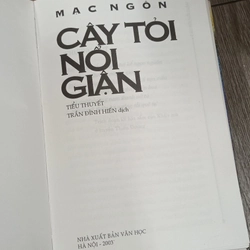 MẠC NGÔN
CÂY TỎI
NỔI
GIẬN
TIỂU THUYẾT
TRẦN ĐÌNH HIẾN dịch
NHÀ XUẤT BẢN VĂN HỌC
HÀ NỘI - 2003